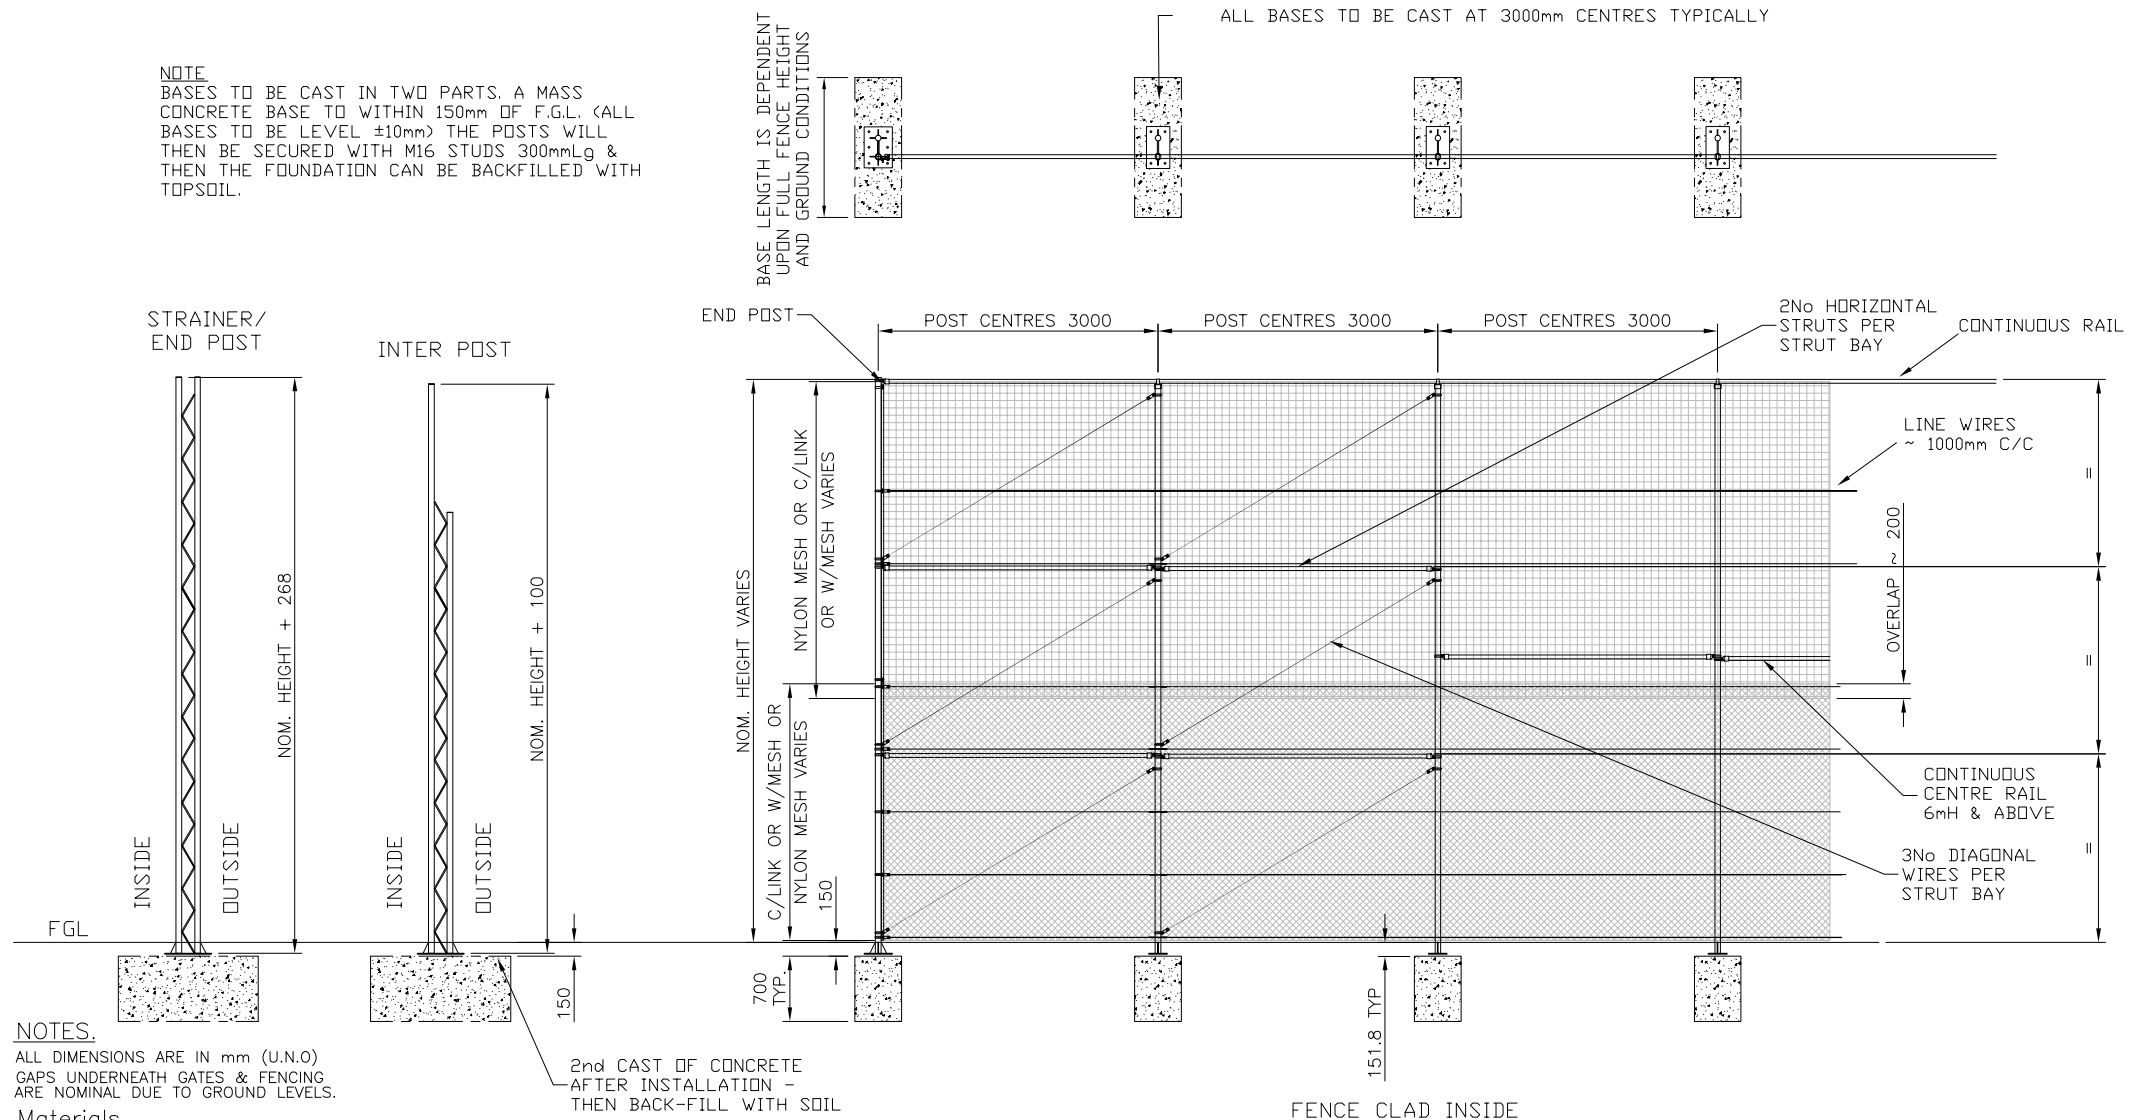 ALL BASES TO BE CAST AT 3000mm CENTRES TYPICALLY
NOTE
BASES TO BE CAST IN TWO PARTS. A MASS
CONCRETE BASE TO WITHIN 150mm OF F.G.L. (ALL
BASES TO BE LEVEL ±10mm) THE POSTS WILL
THEN BE SECURED WITH M16 STUDS 300mmLg &
THEN THE FOUNDATION CAN BE BACKFILLED WITH
TOPSOIL.
BASE LENGTH IS DEPENDENT
UPON FULL FENCE HEIGHT
AND GROUND CONDITIONS
STRAINER/
END POST
INTER POST
NOM. HEIGHT + 268
NOM. HEIGHT + 100
INSIDE
OUTSIDE
INSIDE
OUTSIDE
FGL
150
END POST
POST CENTRES 3000
POST CENTRES 3000
POST CENTRES 3000
2No HORIZONTAL
STRUTS PER
STRUT BAY
CONTINUOUS RAIL
LINE WIRES
~ 1000mm C/C
NOM. HEIGHT VARIES
NYLON MESH OR C/LINK
OR W/MESH VARIES
C/LINK OR W/MESH OR
NYLON MESH VARIES
150
700
TYP.
151.8 TYP
OVERLAP ~ 200
=
=
=
CONTINUOUS
CENTRE RAIL
6mH & ABOVE
3No DIAGONAL
WIRES PER
STRUT BAY
NOTES.
ALL DIMENSIONS ARE IN mm (U.N.O)
GAPS UNDERNEATH GATES & FENCING
ARE NOMINAL DUE TO GROUND LEVELS.
Materials
2nd CAST OF CONCRETE
AFTER INSTALLATION -
THEN BACK-FILL WITH SOIL
FENCE CLAD INSIDE